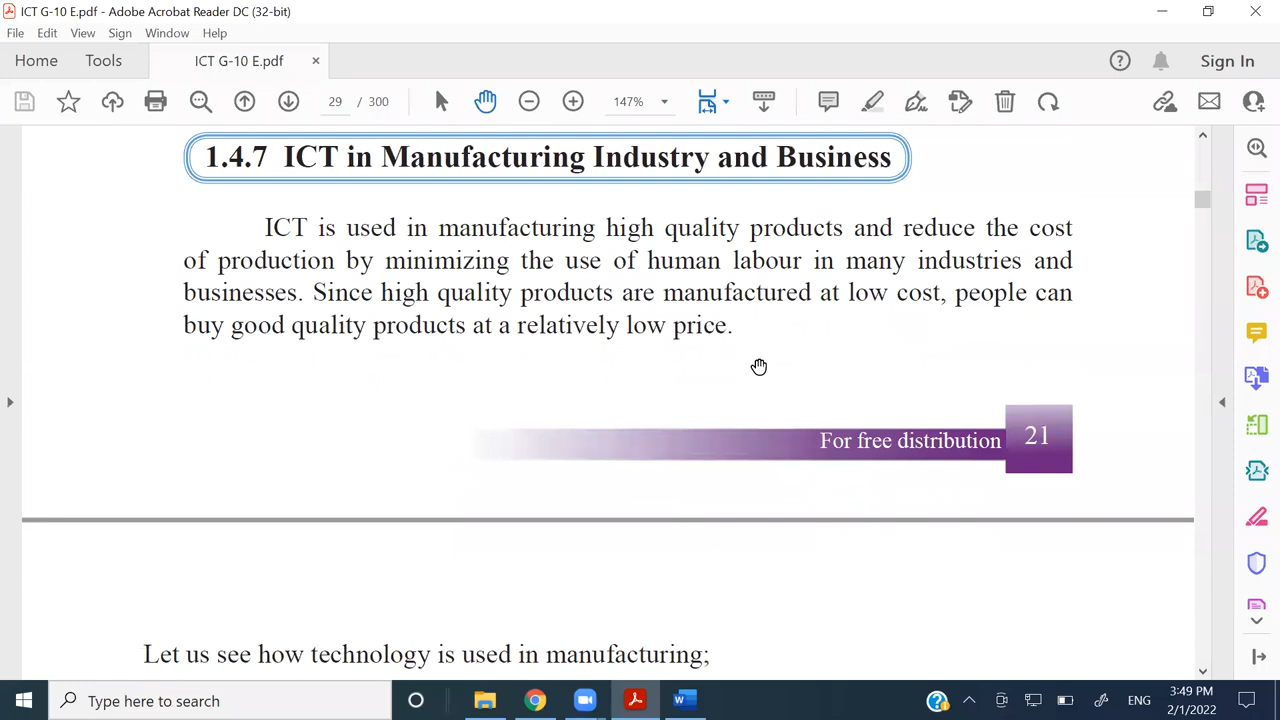 ICT G-10 E.pdf - Adobe Acrobat Reader DC (32-bit)
File Edit View Sign Window Help
Home Tools ICT G-10 E.pdf Sign In
29 / 300 147%
1.4.7 ICT in Manufacturing Industry and Business
ICT is used in manufacturing high quality products and reduce the cost
of production by minimizing the use of human labour in many industries and
businesses. Since high quality products are manufactured at low cost, people can
buy good quality products at a relatively low price.
For free distribution 21
Let us see how technology is used in manufacturing;
Type here to search
ENG
3:49 PM
2/1/2022